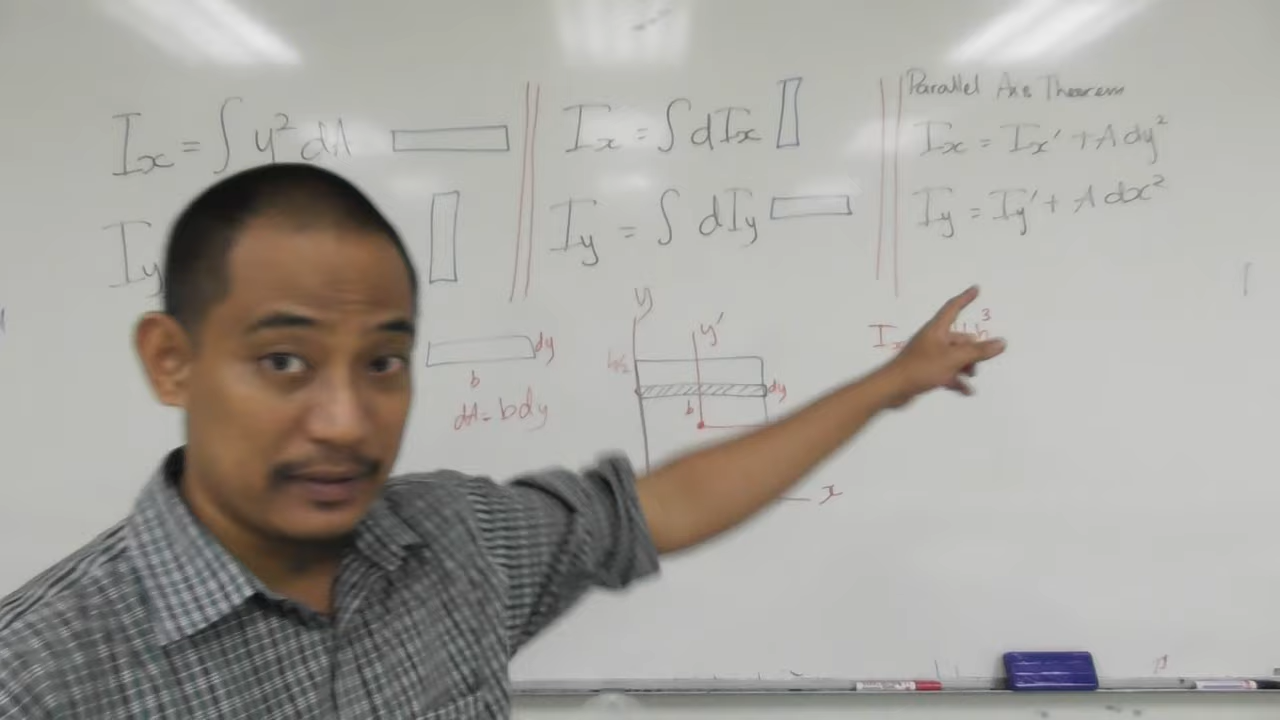 Ix = ∫ y² dA
Iy
Ix = ∫ dIx
Iy = ∫ dIy
Parallel Axis Theorem
Ix = Ix' + A dy²
Iy = Iy' + A dx²
dy
b
dA = b dy
y
y'
dy
b
x